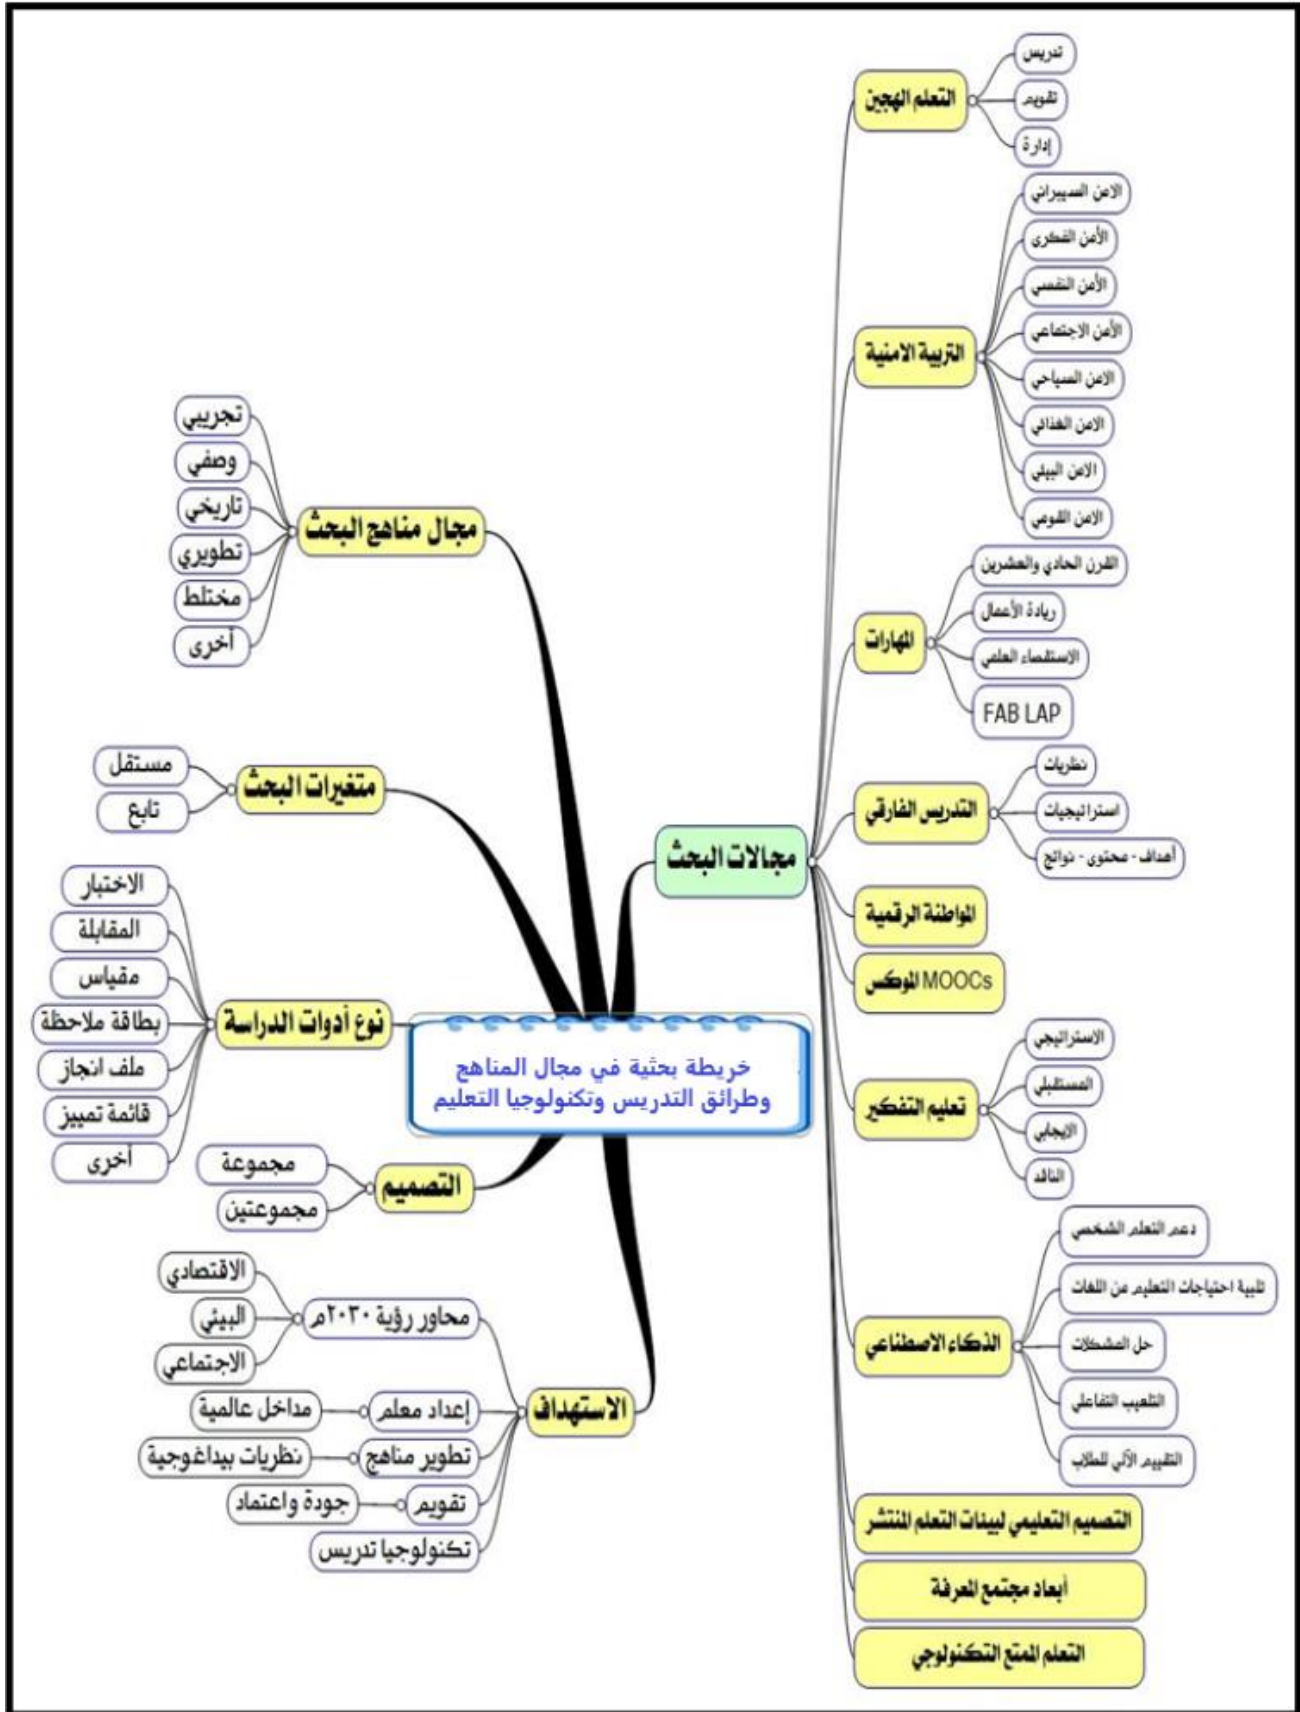 خريطة بحثية في مجال المناهج
وطرائق التدريس وتكنولوجيا التعليم
مجالات البحث
التعلم الهجين
تدريس
تقويم
إدارة
التربية الامنية
الامن السيبراني
الأمن الفكرى
الأمن النفسي
الأمن الاجتماعي
الامن السياحي
الامن الغذائي
الامن البيئي
الامن القومي
المهارات
القرن الحادي والعشرين
ريادة الأعمال
الاستقصاء العلمي
FAB LAP
التدريس الفارقي
نظريات
استراتيجيات
أهداف - محتوى - نواتج
المواطنة الرقمية
MOOCs الموكس
تعليم التفكير
الاستراتيجي
المستقبلي
الايجابي
الناقد
الذكاء الاصطناعي
دعم التعلم الشخصي
تلبية احتياجات التعليم عن اللغات
حل المشكلات
التلعيب التفاعلي
التقييم الآلي للطلاب
التصميم التعليمي لبيئات التعلم المنتشر
أبعاد مجتمع المعرفة
التعلم الممتع التكنولوجي
مجال مناهج البحث
تجريبي
وصفي
تاريخي
تطويري
مختلط
أخرى
متغيرات البحث
مستقل
تابع
نوع أدوات الدراسة
الاختبار
المقابلة
مقياس
بطاقة ملاحظة
ملف انجاز
قائمة تمييز
أخرى
التصميم
مجموعة
مجموعتين
الاستهداف
محاور رؤية ٢٠٣٠م
الاقتصادي
البيئي
الاجتماعي
إعداد معلم
مداخل عالمية
تطوير مناهج
نظريات بيداغوجية
تقويم
جودة واعتماد
تكنولوجيا تدريس